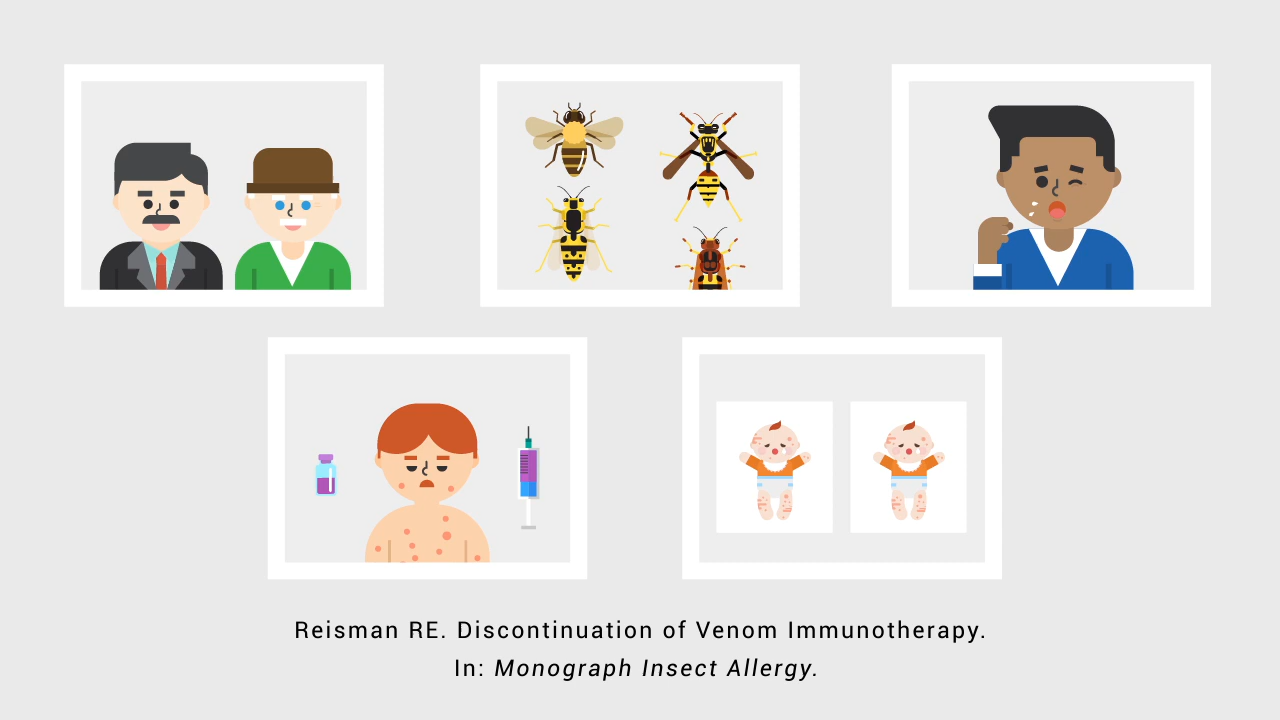 Reisman RE. Discontinuation of Venom Immunotherapy.
In: Monograph Insect Allergy.